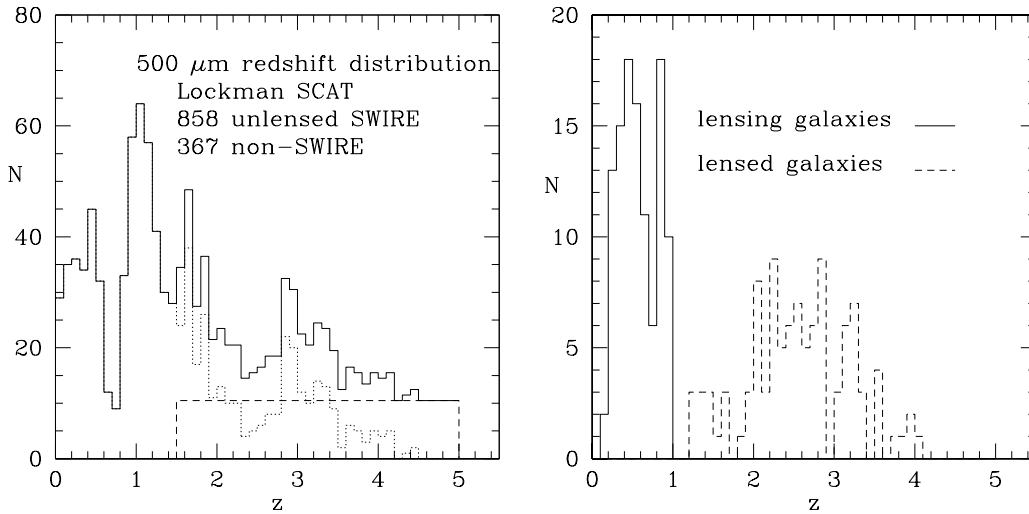 80
60
40
20
0
N
500 μm redshift distribution
Lockman SCAT
858 unlensed SWIRE
367 non−SWIRE
0 1 2 3 4 5
z
20
15
10
5
0
N
lensing galaxies
lensed galaxies
0 1 2 3 4 5
z